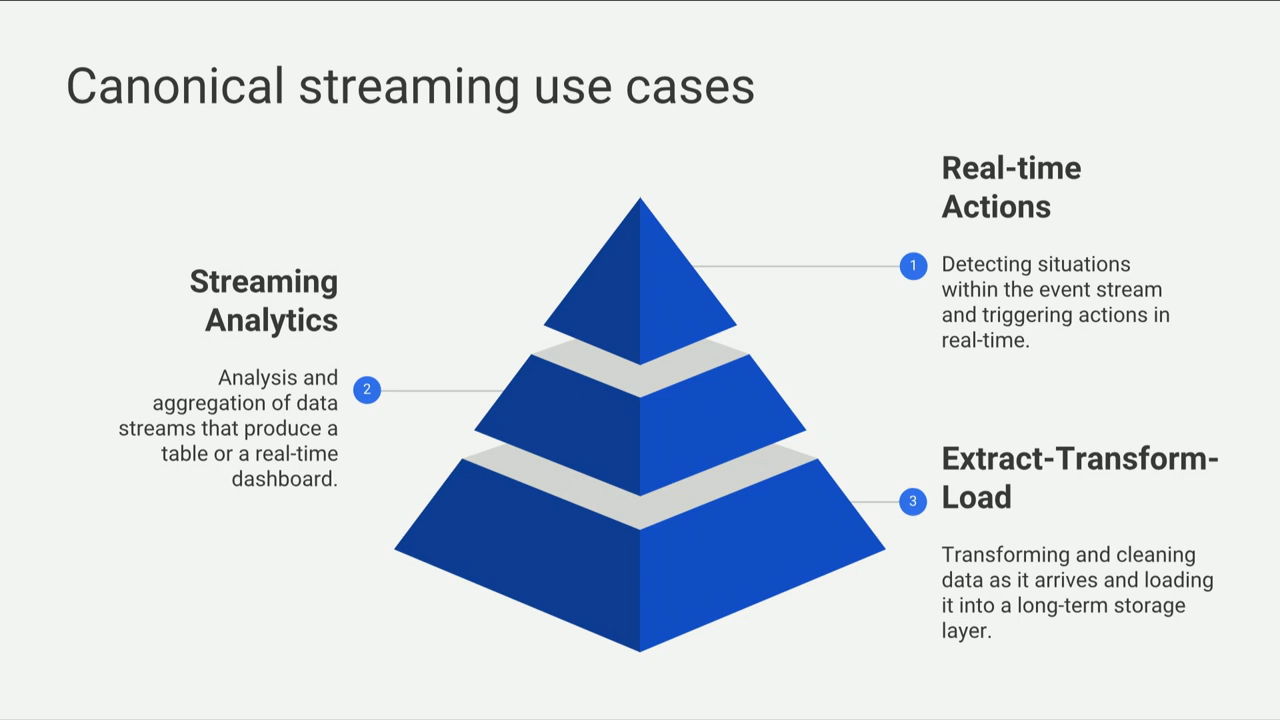 Canonical streaming use cases
Real-time
Actions
1
Detecting situations
within the event stream
and triggering actions in
real-time.
Streaming
Analytics
2
Analysis and
aggregation of data
streams that produce a
table or a real-time
dashboard.
Extract-Transform-
Load
3
Transforming and cleaning
data as it arrives and loading
it into a long-term storage
layer.